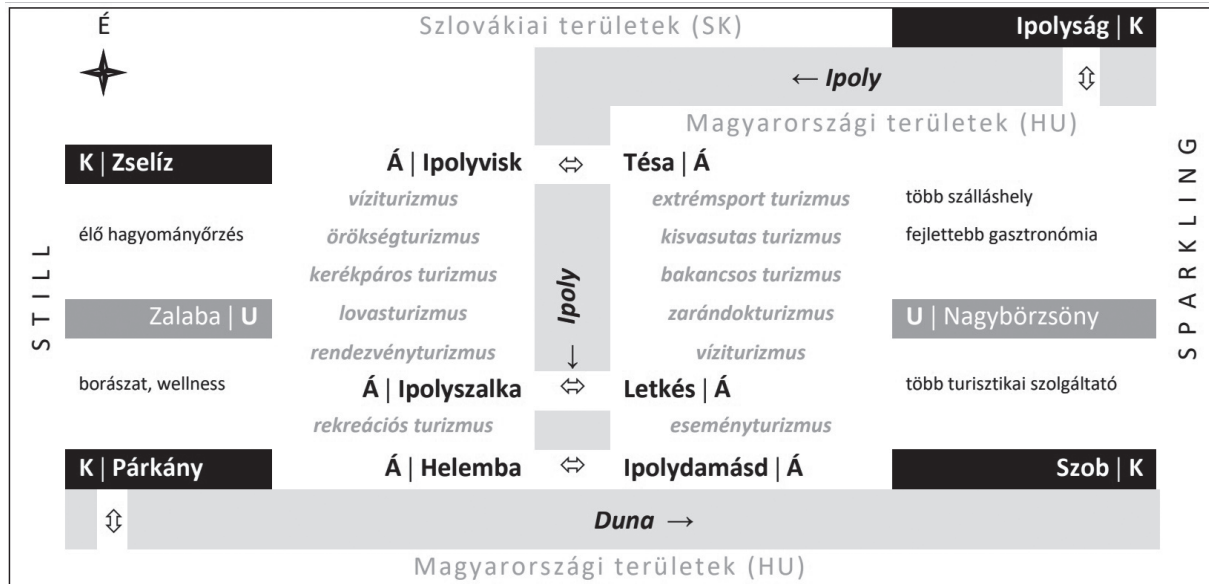 É
Szlovákiai területek (SK)
Ipolyság | K
← Ipoly
⇳
Magyarországi területek (HU)
K | Zselíz
Á | Ipolyvisk ⬄ Tésa | Á
víziturizmus
extrémsport turizmus
több szálláshely
élő hagyományőrzés
örökségturizmus
kisvasutas turizmus
fejlettebb gasztronómia
kerékpáros turizmus
bakancsos turizmus
STILL
Ipoly ↓
SPARKLING
Zalaba | U
lovasturizmus
zarándokturizmus
U | Nagybörzsöny
rendezvényturizmus
víziturizmus
borászat, wellness
Á | Ipolyszalka ⬄ Letkés | Á
több turisztikai szolgáltató
rekreációs turizmus
eseményturizmus
K | Párkány
Á | Helemba ⬄ Ipolydamásd | Á
Szob | K
⇳
Duna →
Magyarországi területek (HU)